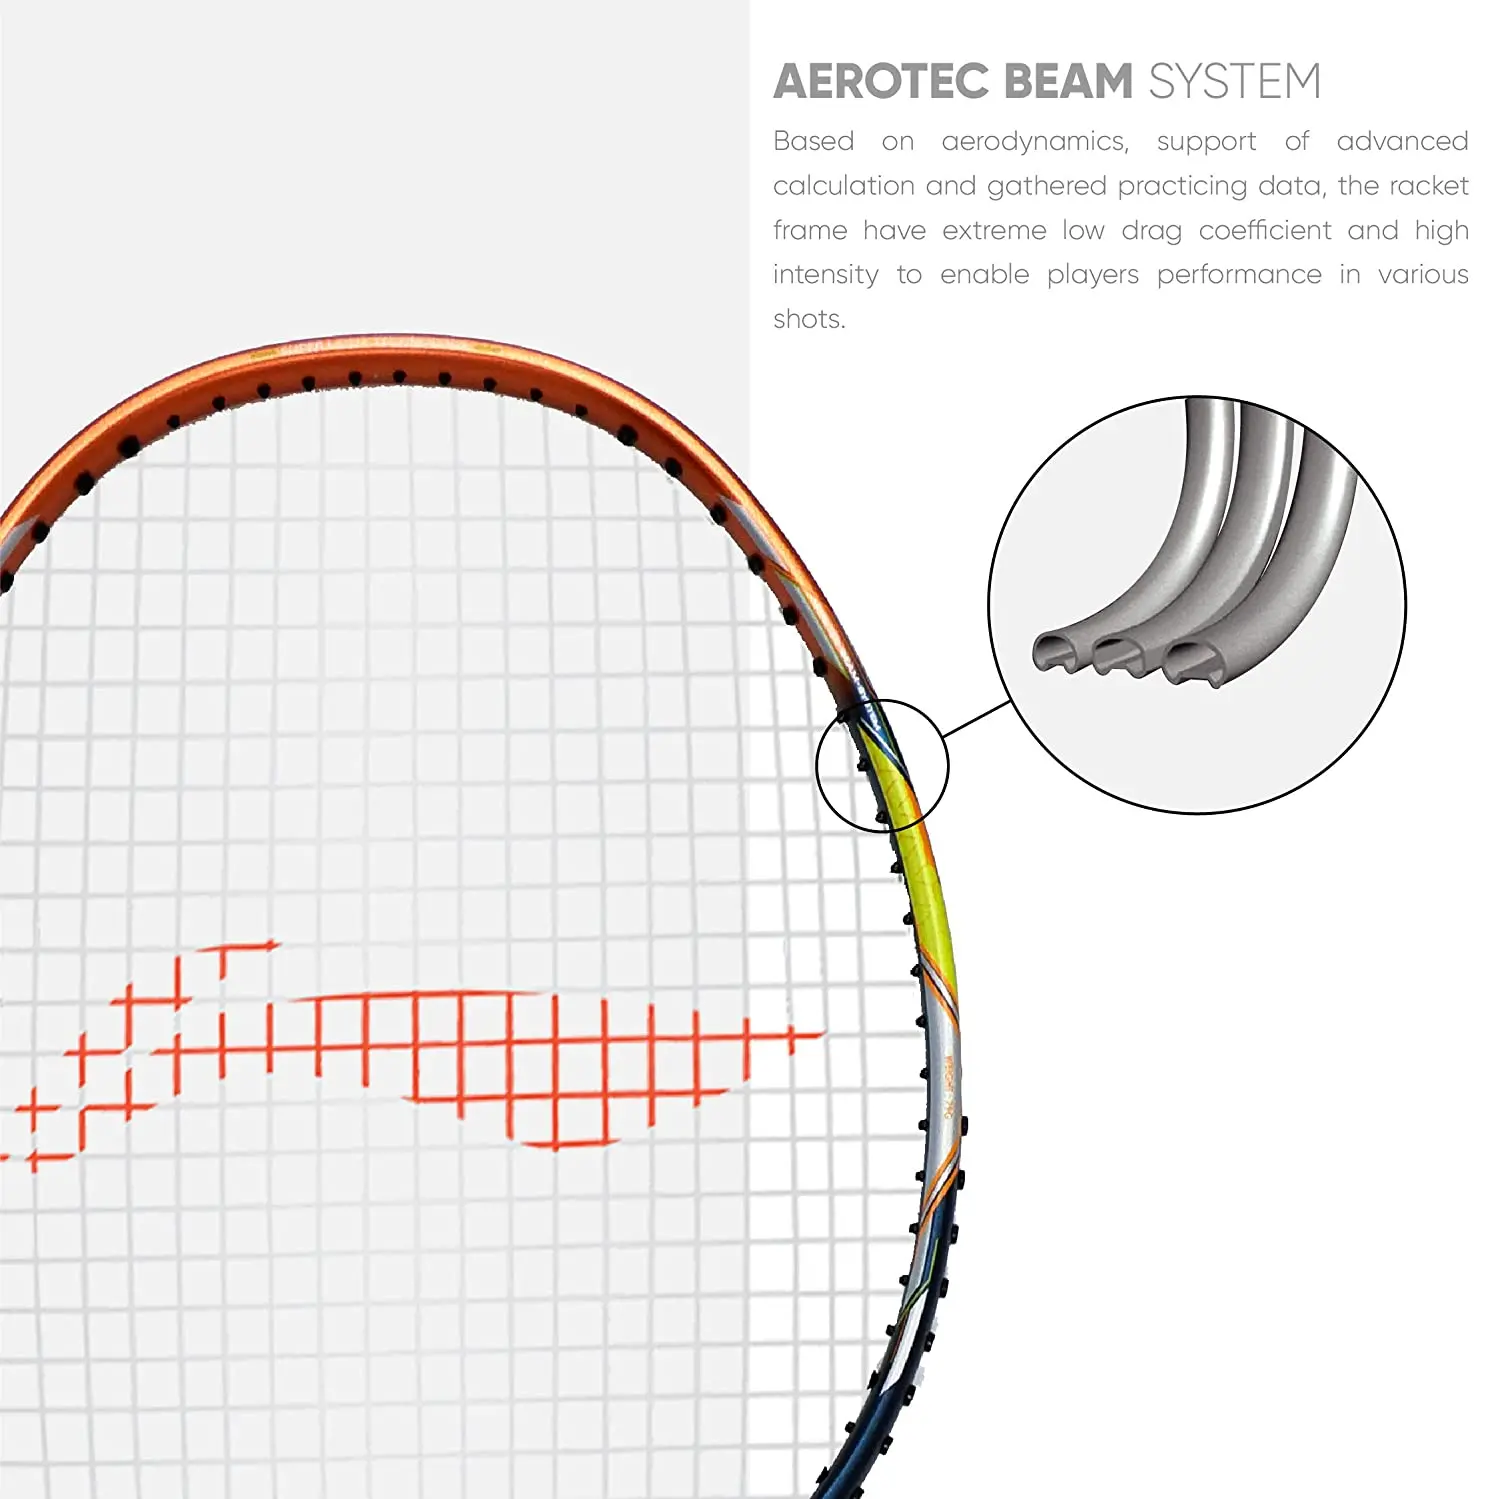 AEROTEC BEAM SYSTEM
Based on aerodynamics, support of advanced
calculation and gathered practicing data, the racket
frame have extreme low drag coefficient and high
intensity to enable players performance in various
shots.